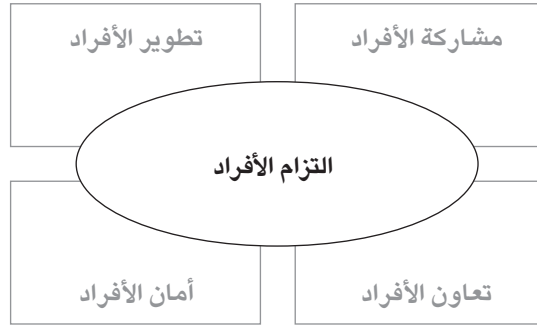 مشاركة الأفراد
تطوير الأفراد
التزام الأفراد
تعاون الأفراد
أمان الأفراد